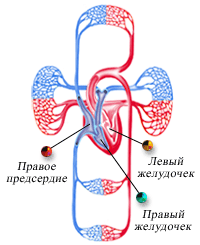 Правое
предсердие
Левый
желудочек
Правый
желудочек